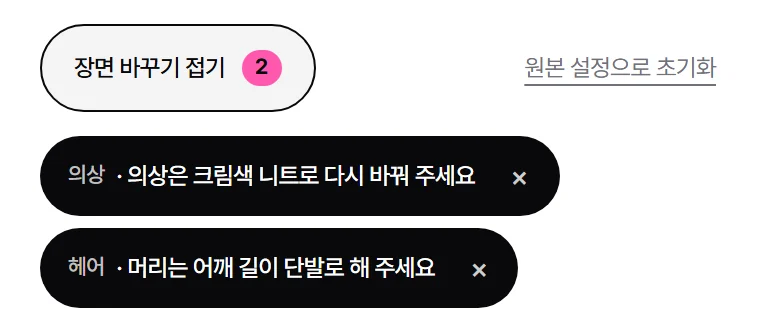 장면 바꾸기 접기 2
원본 설정으로 초기화
의상 · 의상은 크림색 니트로 다시 바꿔 주세요 ×
헤어 · 머리는 어깨 길이 단발로 해 주세요 ×